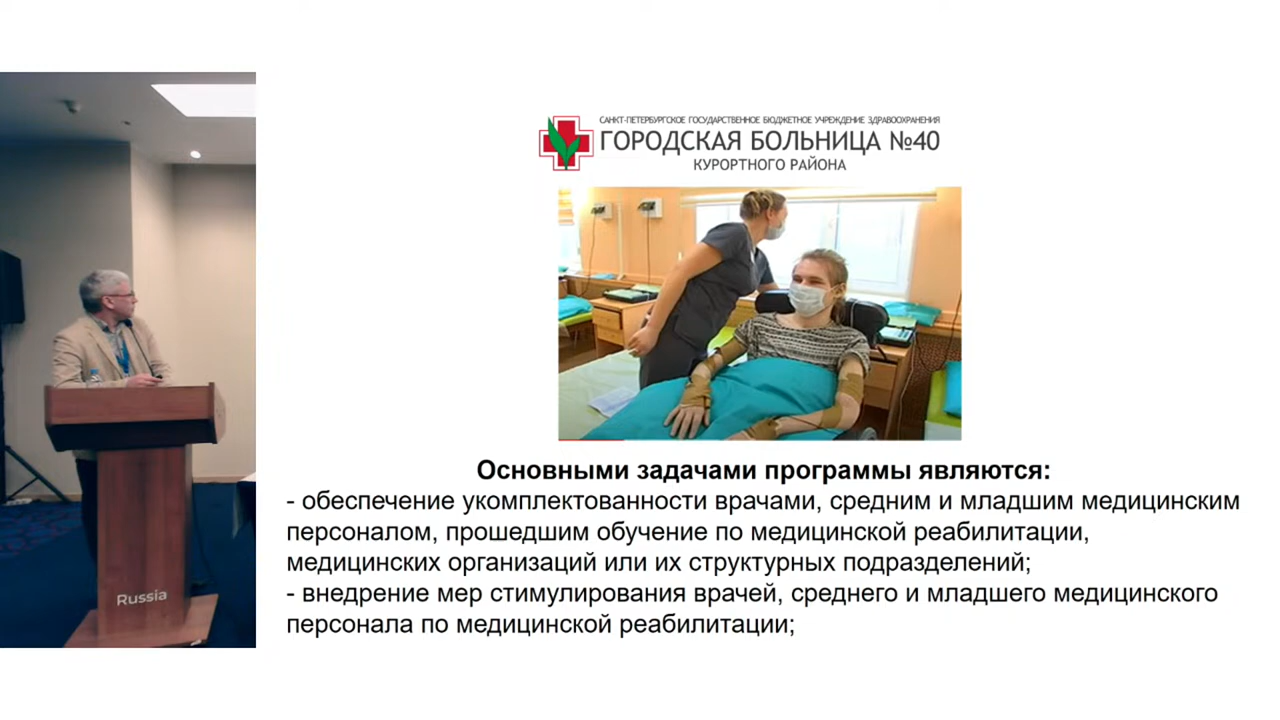 САНКТ-ПЕТЕРБУРГСКОЕ ГОСУДАРСТВЕННОЕ БЮДЖЕТНОЕ УЧРЕЖДЕНИЕ ЗДРАВООХРАНЕНИЯ
ГОРОДСКАЯ БОЛЬНИЦА №40
КУРОРТНОГО РАЙОНА
Основными задачами программы являются:
- обеспечение укомплектованности врачами, средним и младшим медицинским
персоналом, прошедшим обучение по медицинской реабилитации,
медицинских организаций или их структурных подразделений;
- внедрение мер стимулирования врачей, среднего и младшего медицинского
персонала по медицинской реабилитации;
Russia